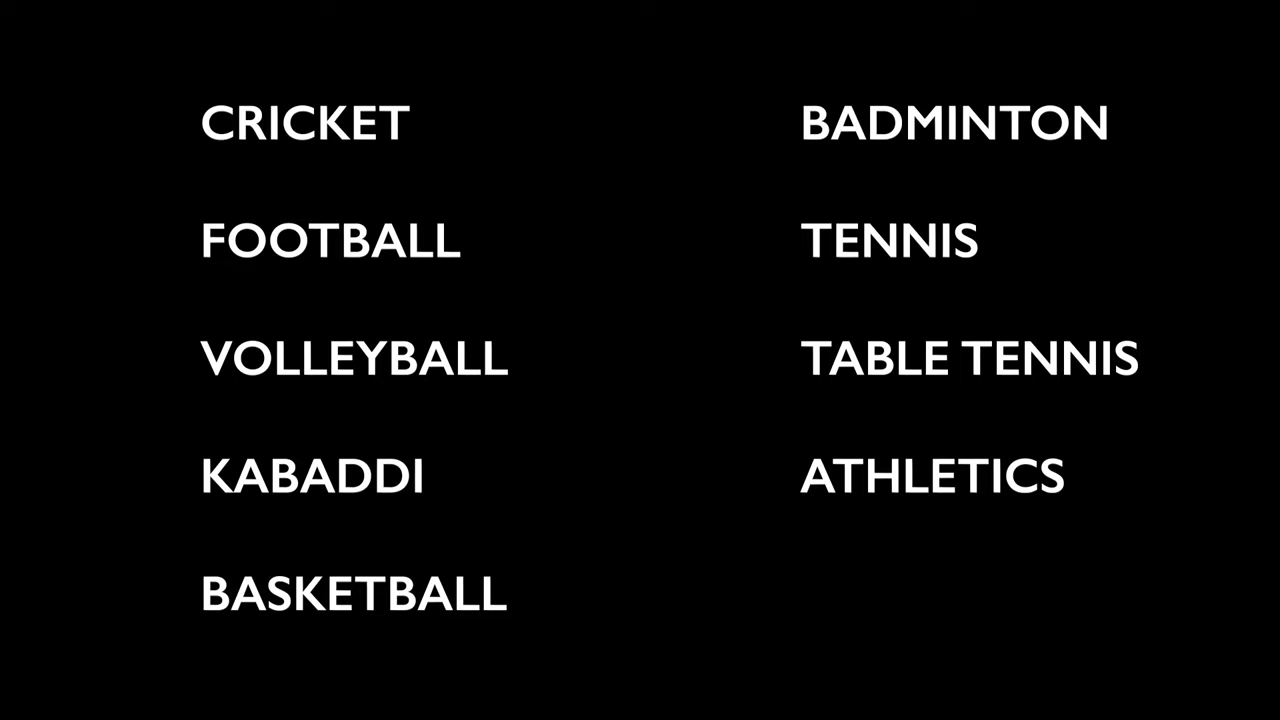 CRICKET
FOOTBALL
VOLLEYBALL
KABADDI
BASKETBALL
BADMINTON
TENNIS
TABLE TENNIS
ATHLETICS